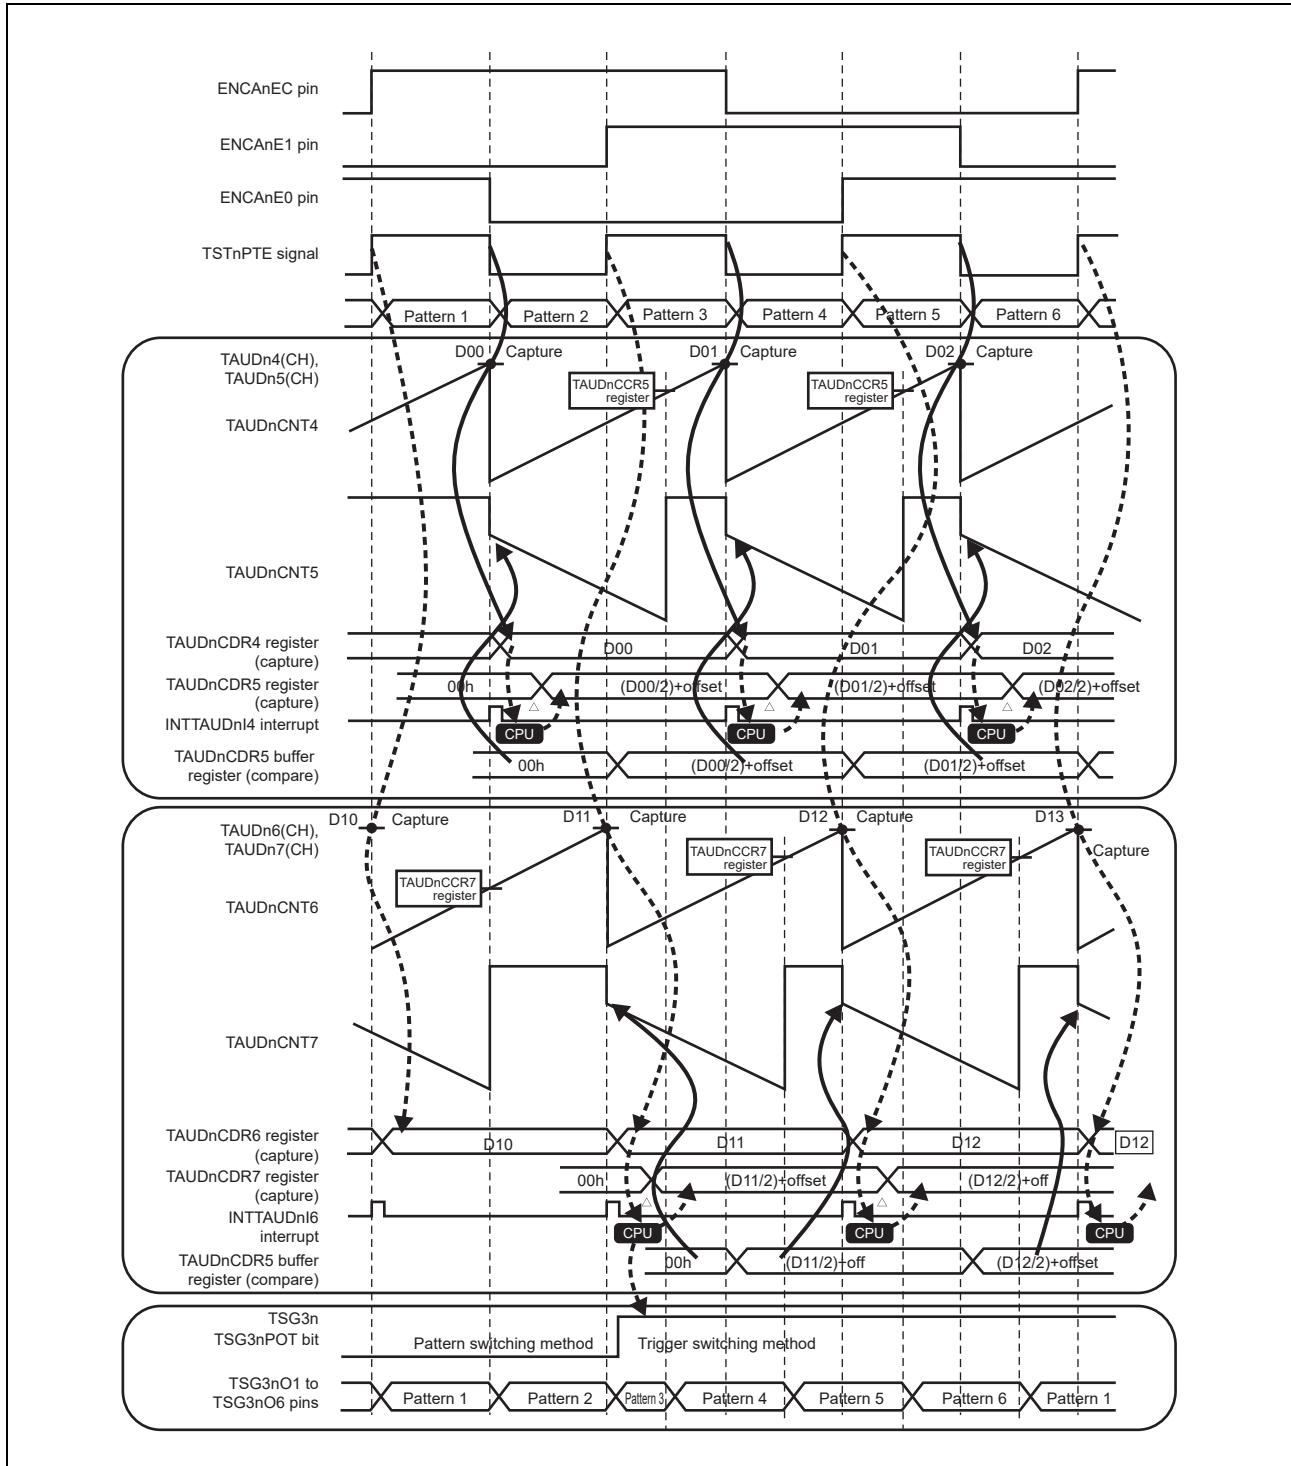 ENCAnEC pin
ENCAnE1 pin
ENCAnE0 pin
TSTnPTE signal
Pattern 1
Pattern 2
Pattern 3
Pattern 4
Pattern 5
Pattern 6
TAUDn4(CH),
TAUDn5(CH)
D00
Capture
D01
Capture
D02
Capture
TAUDnCCR5
register
TAUDnCCR5
register
TAUDnCNT4
TAUDnCNT5
TAUDnCDR4 register
(capture)
D00
D01
D02
TAUDnCDR5 register
(capture)
00h
(D00/2)+offset
(D01/2)+offset
(D02/2)+offset
INTTAUDnI4 interrupt
CPU
CPU
CPU
TAUDnCDR5 buffer
register (compare)
00h
(D00/2)+offset
(D01/2)+offset
TAUDn6(CH),
TAUDn7(CH)
D10
Capture
D11
Capture
D12
Capture
D13
Capture
TAUDnCCR7
register
TAUDnCCR7
register
TAUDnCCR7
register
TAUDnCNT6
TAUDnCNT7
TAUDnCDR6 register
(capture)
D10
D11
D12
D12
TAUDnCDR7 register
(capture)
00h
(D11/2)+offset
(D12/2)+off
INTTAUDnI6
interrupt
CPU
CPU
CPU
TAUDnCDR5 buffer
register (compare)
00h
(D11/2)+off
(D12/2)+offset
TSG3n
TSG3nPOT bit
Pattern switching method
Trigger switching method
TSG3nO1 to
TSG3nO6 pins
Pattern 1
Pattern 2
Pattern 3
Pattern 4
Pattern 5
Pattern 6
Pattern 1